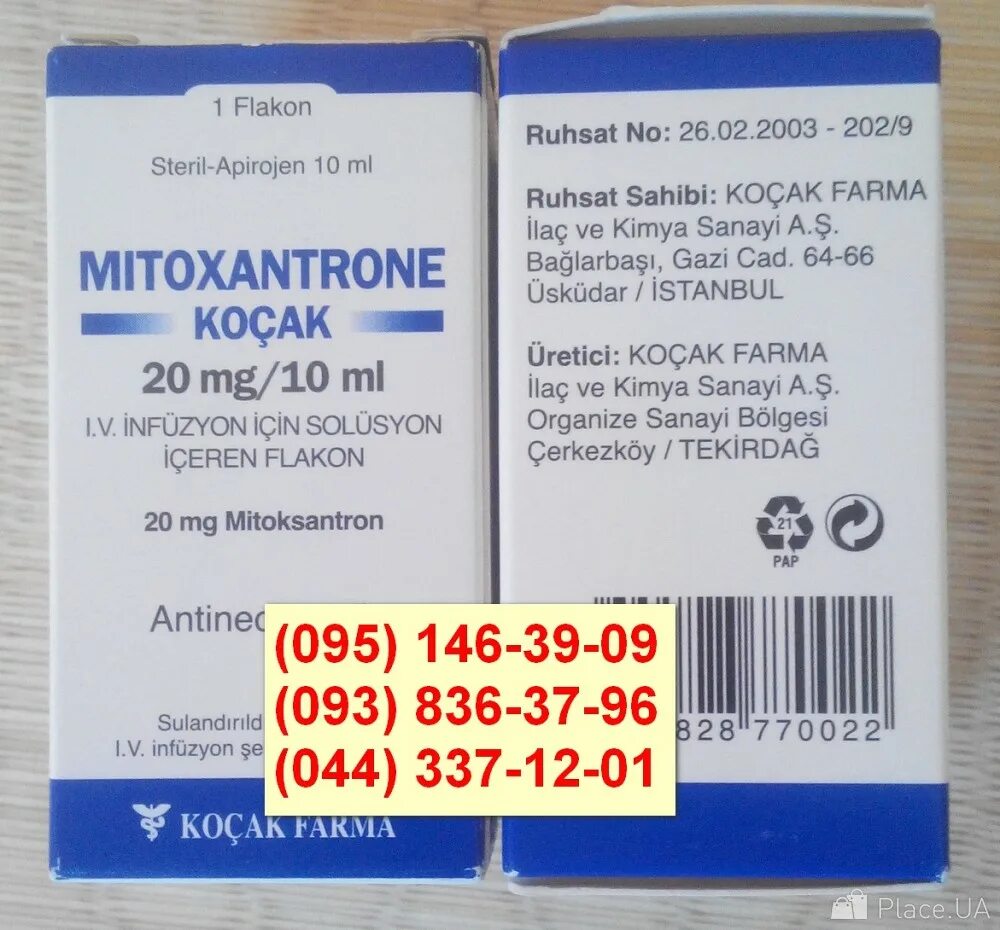 1 Flakon
Steril-Apirojen 10 ml
MITOXANTRONE
KOÇAK
20 mg/10 ml
I.V. İNFÜZYON İÇİN SOLÜSYON
İÇEREN FLAKON
20 mg Mitoksantron
I.V. infüzyon
KOÇAK FARMA
Ruhsat No: 26.02.2003 - 202/9
Ruhsat Sahibi: KOÇAK FARMA
İlaç ve Kimya Sanayi A.Ş.
Bağlarbaşı, Gazi Cad. 64-66
Üsküdar / İSTANBUL
Üretici: KOÇAK FARMA
İlaç ve Kimya Sanayi A.Ş.
Organize Sanayi Bölgesi
Çerkezköy / TEKİRDAĞ
21
PAP
828 770022
(095) 146-39-09
(093) 836-37-96
(044) 337-12-01
Place.UA